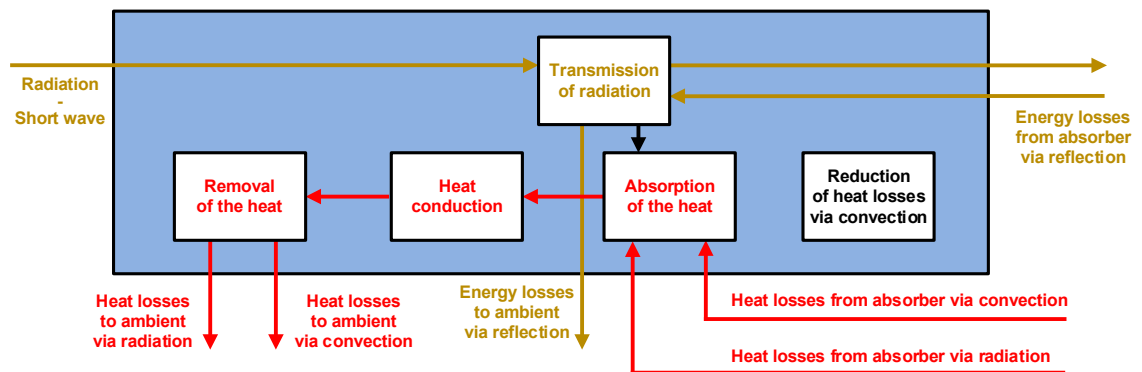 Transmission
of radiation
Radiation
-
Short wave
Energy losses
from absorber
via reflection
Removal
of the heat
Heat
conduction
Absorption
of the heat
Reduction
of heat losses
via convection
Heat losses
to ambient
via radiation
Heat losses
to ambient
via convection
Energy losses
to ambient
via reflection
Heat losses from absorber via convection
Heat losses from absorber via radiation